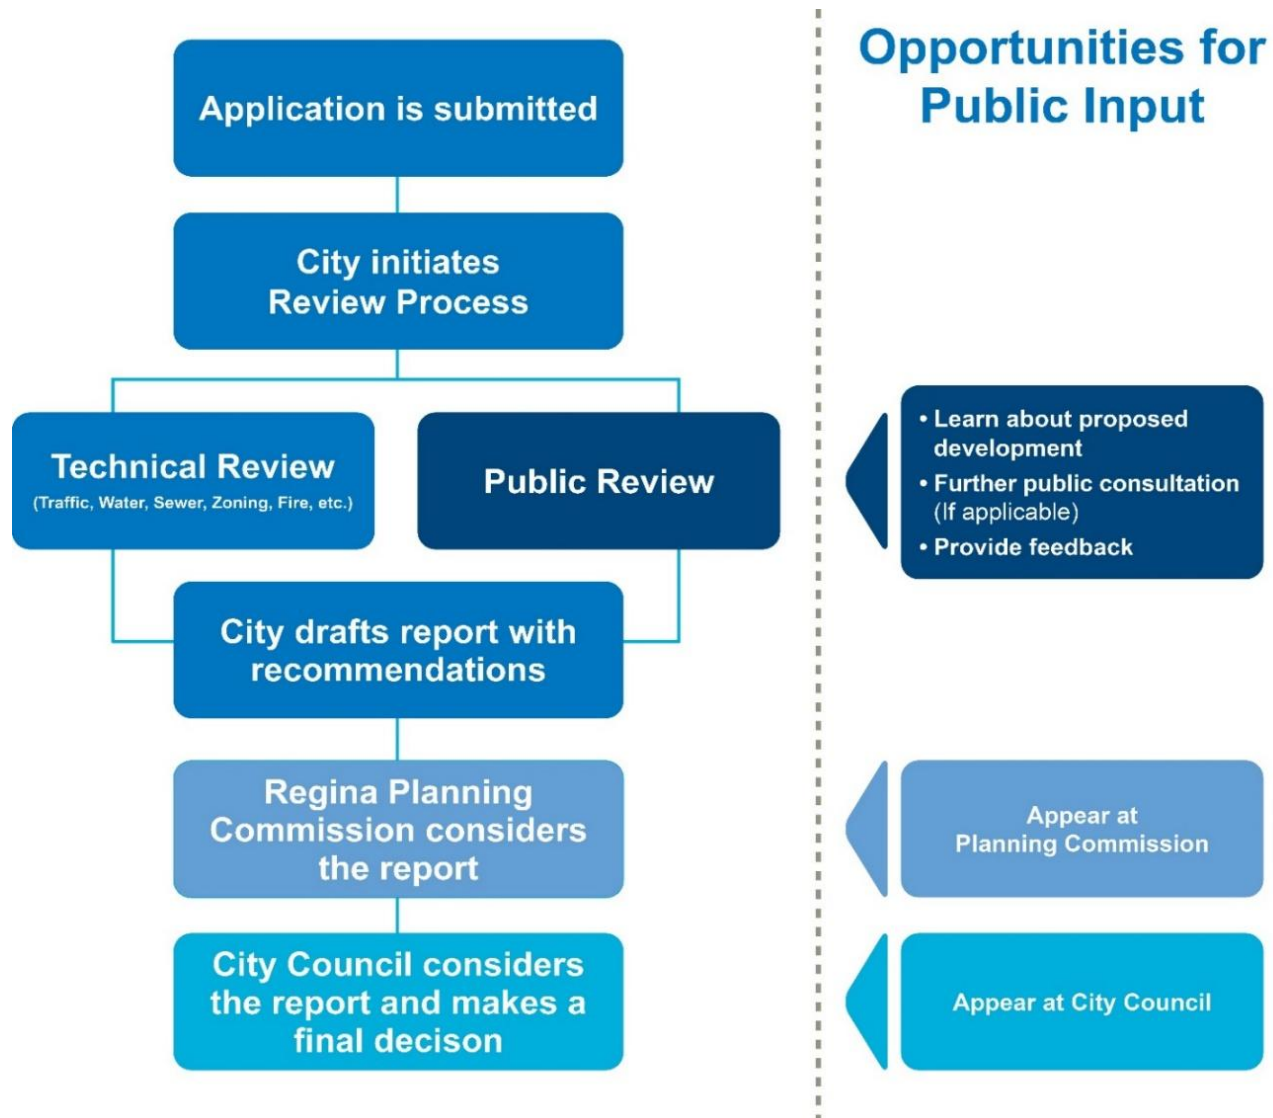 Opportunities for
Public Input
Application is submitted
City initiates
Review Process
Technical Review
(Traffic, Water, Sewer, Zoning, Fire, etc.)
Public Review
• Learn about proposed
development
• Further public consultation
(If applicable)
• Provide feedback
City drafts report with
recommendations
Regina Planning
Commission considers
the report
Appear at
Planning Commission
City Council considers
the report and makes a
final decison
Appear at City Council